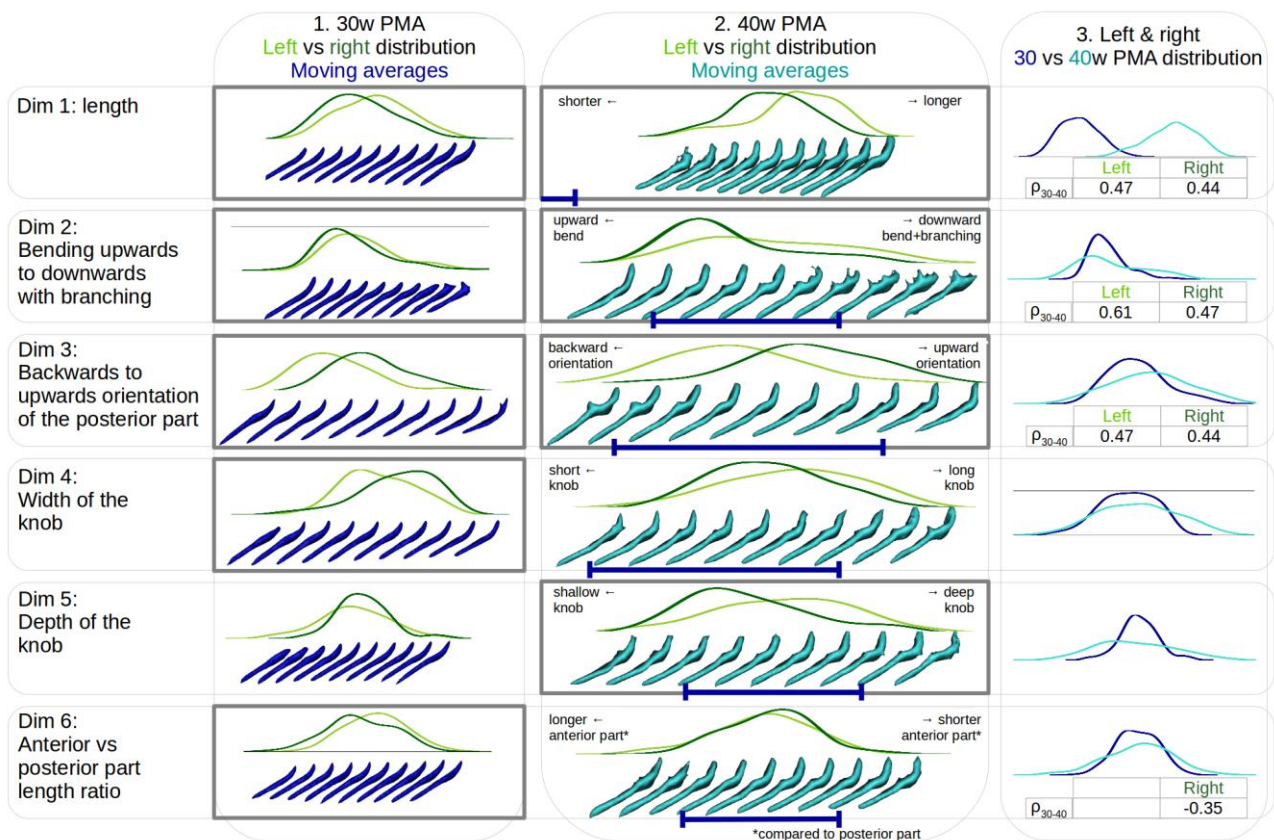 1. 30w PMA
Left vs right distribution
Moving averages
2. 40w PMA
Left vs right distribution
Moving averages
3. Left & right
30 vs 40w PMA distribution
Dim 1: length
shorter ←
→ longer
Left Right
ρ30-40 0.47 0.44
Dim 2:
Bending upwards
to downwards
with branching
upward ←
bend
→ downward
bend+branching
Left Right
ρ30-40 0.61 0.47
Dim 3:
Backwards to
upwards orientation
of the posterior part
backward ←
orientation
→ upward
orientation
Left Right
ρ30-40 0.47 0.44
Dim 4:
Width of the
knob
short ←
knob
→ long
knob
Dim 5:
Depth of the
knob
shallow ←
knob
→ deep
knob
Dim 6:
Anterior vs
posterior part
length ratio
longer ←
anterior part*
→ shorter
anterior part*
Right
ρ30-40 -0.35
*compared to posterior part